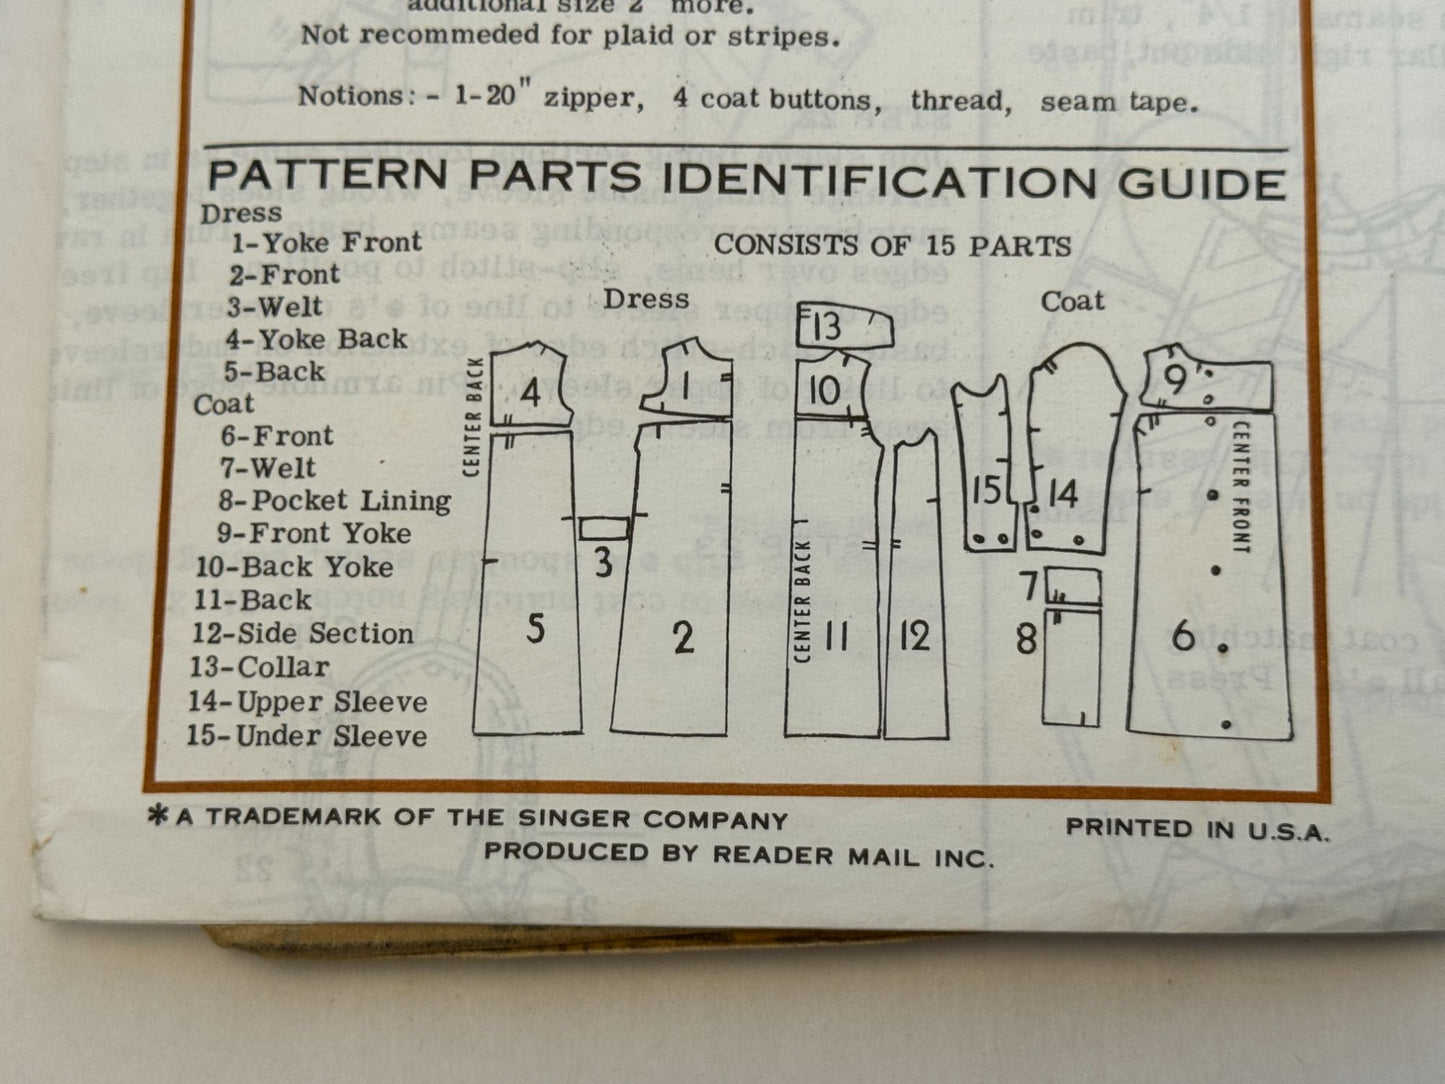 additional size 2" more.
Not recommeded for plaid or stripes.
Notions: - 1-20" zipper, 4 coat buttons, thread, seam tape.
PATTERN PARTS IDENTIFICATION GUIDE
Dress
1-Yoke Front
2-Front
3-Welt
4-Yoke Back
5-Back
Coat
6-Front
7-Welt
8-Pocket Lining
9-Front Yoke
10-Back Yoke
11-Back
12-Side Section
13-Collar
14-Upper Sleeve
15-Under Sleeve
CONSISTS OF 15 PARTS
Dress
CENTER BACK
4
1
3
5
2
Coat
13
10
9
15
14
CENTER FRONT
CENTER BACK
7
11
12
8
6
*A TRADEMARK OF THE SINGER COMPANY
PRODUCED BY READER MAIL INC.
PRINTED IN U.S.A.